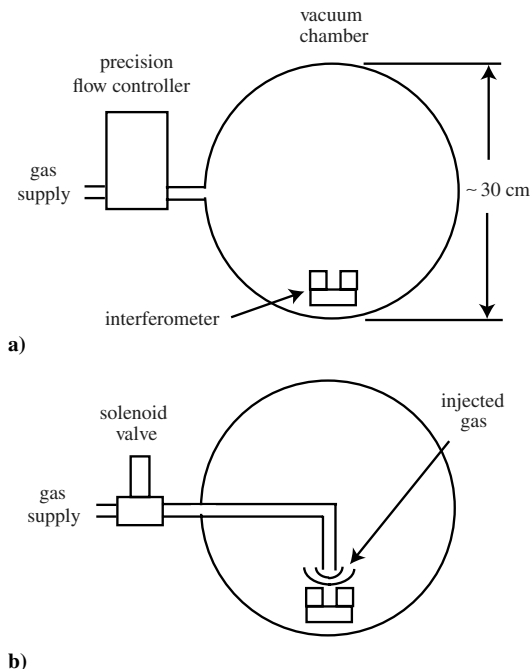 vacuum
chamber
precision
flow controller
gas
supply
~ 30 cm
interferometer
a)
solenoid
valve
injected
gas
gas
supply
b)